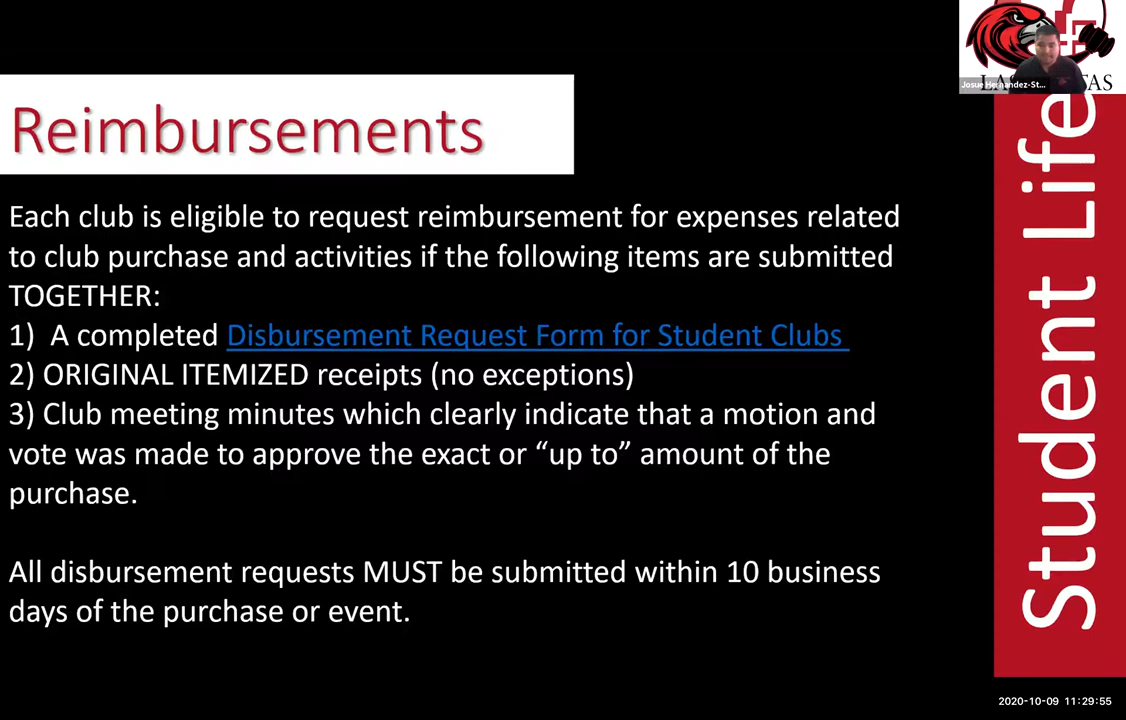 Reimbursements
Each club is eligible to request reimbursement for expenses related
to club purchase and activities if the following items are submitted
TOGETHER:
1)  A completed Disbursement Request Form for Student Clubs
2) ORIGINAL ITEMIZED receipts (no exceptions)
3) Club meeting minutes which clearly indicate that a motion and
vote was made to approve the exact or “up to” amount of the
purchase.
All disbursement requests MUST be submitted within 10 business
days of the purchase or event.
Student Life
Josue Hernandez-St...
2020-10-09 11:29:55